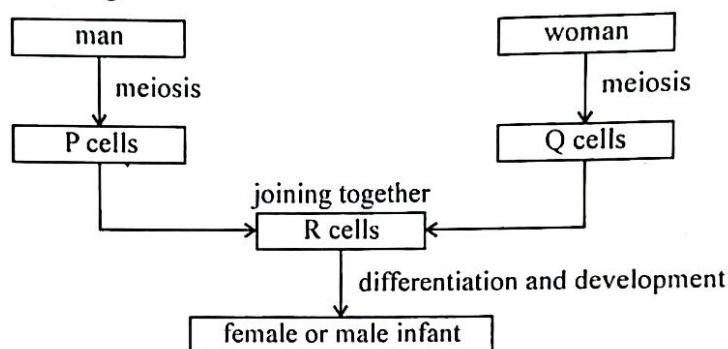 man
woman
meiosis
meiosis
P cells
Q cells
joining together
R cells
differentiation and development
female or male infant